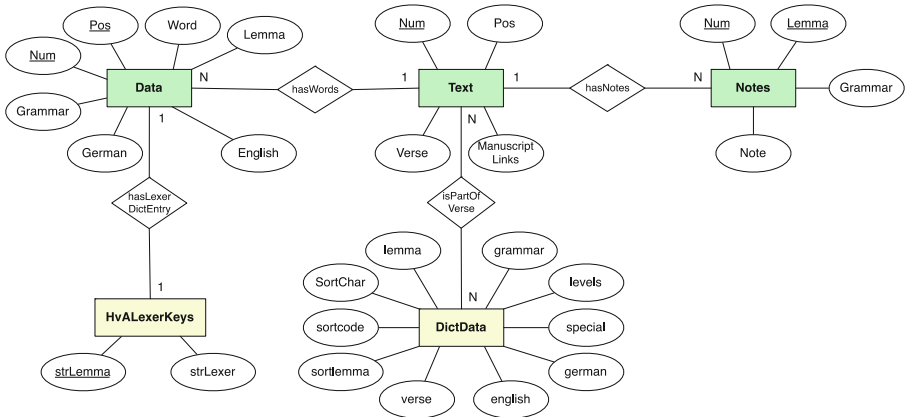 Pos
Word
Lemma
Num
Data
N
Grammar
German
English
1
hasWords
1
Num
Pos
Text
1
Verse
Manuscript
Links
N
hasNotes
N
Num
Lemma
Notes
Grammar
Note
hasLexer
DictEntry
1
HvALexerKeys
strLemma
strLexer
isPartOf
Verse
N
lemma
grammar
SortChar
levels
sortcode
DictData
special
sortlemma
german
verse
english